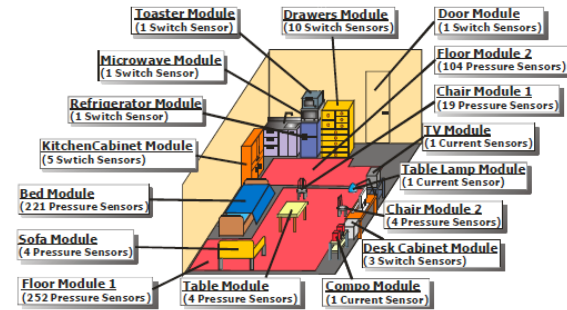 Toaster Module
(1 Switch Sensor)
Drawers Module
(10 Switch Sensors)
Door Module
(1 Switch Sensors)
Microwave Module
(1 Switch Sensor)
Floor Module 2
(104 Pressure Sensors)
Refrigerator Module
(1 Switch Sensor)
Chair Module 1
(19 Pressure Sensors)
KitchenCabinet Module
(5 Swtich Sensors)
TV Module
(1 Current Sensors)
Table Lamp Module
(1 Current Sensor)
Bed Module
(221 Pressure Sensors)
Chair Module 2
(4 Pressure Sensors)
Sofa Module
(4 Pressure Sensors)
Desk Cabinet Module
(3 Switch Sensors)
Floor Module 1
(252 Pressure Sensors)
Table Module
(4 Pressure Sensors)
Compo Module
(1 Current Sensor)